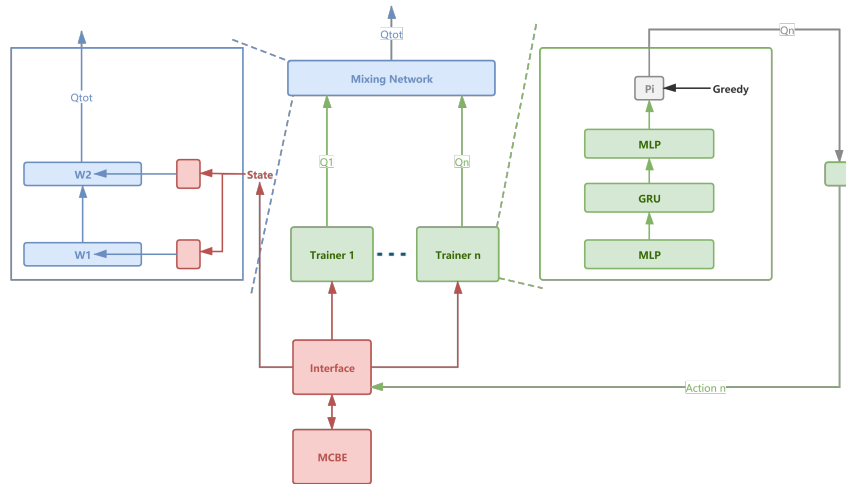 Qtot
Mixing Network
Qtot
W2
W1
State
Q1
Qn
Trainer 1
Trainer n
Interface
MCBE
Qn
Pi
Greedy
MLP
GRU
MLP
Action n